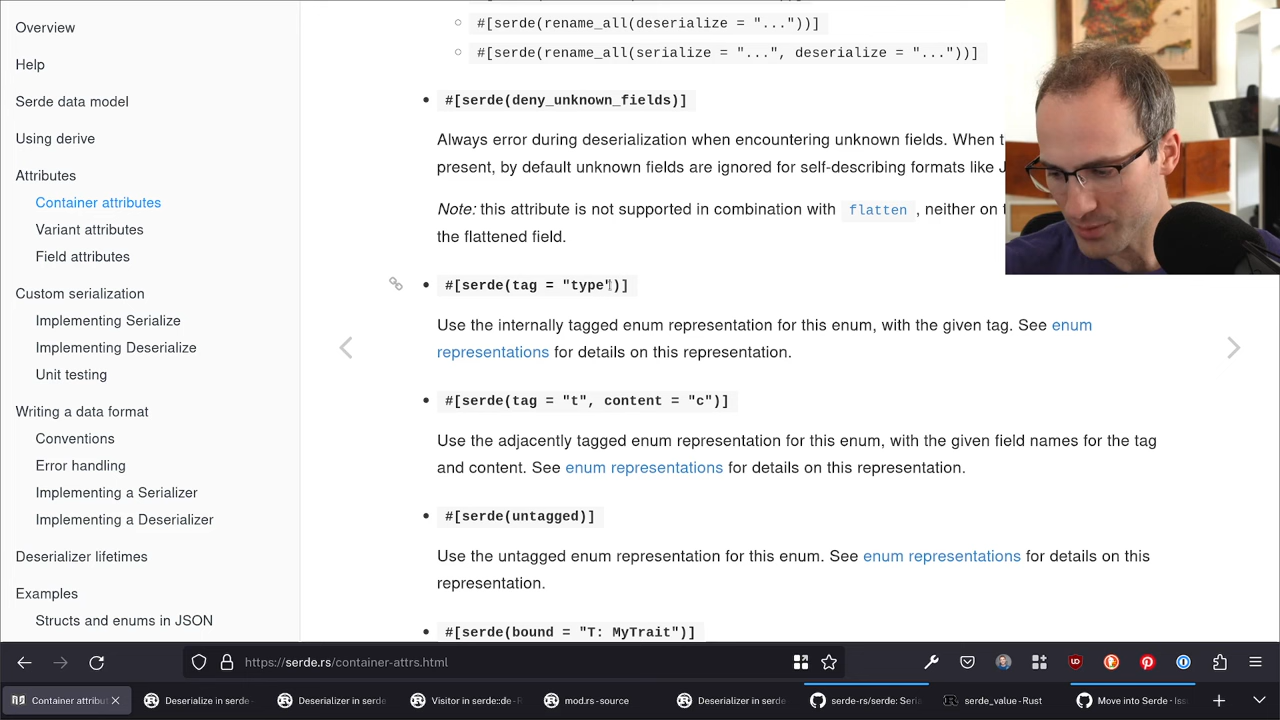 Overview
Help
Serde data model
Using derive
Attributes
Container attributes
Variant attributes
Field attributes
Custom serialization
Implementing Serialize
Implementing Deserialize
Unit testing
Writing a data format
Conventions
Error handling
Implementing a Serializer
Implementing a Deserializer
Deserializer lifetimes
Examples
Structs and enums in JSON
#[serde(rename_all(deserialize = "..."))]
#[serde(rename_all(serialize = "...", deserialize = "..."))]
#[serde(deny_unknown_fields)]
Always error during deserialization when encountering unknown fields. When t
present, by default unknown fields are ignored for self-describing formats like J
Note: this attribute is not supported in combination with flatten , neither on t
the flattened field.
#[serde(tag = "type")]
Use the internally tagged enum representation for this enum, with the given tag. See enum
representations for details on this representation.
#[serde(tag = "t", content = "c")]
Use the adjacently tagged enum representation for this enum, with the given field names for the tag
and content. See enum representations for details on this representation.
#[serde(untagged)]
Use the untagged enum representation for this enum. See enum representations for details on this
representation.
#[serde(bound = "T: MyTrait")]
https://serde.rs/container-attrs.html
Container attribut
Deserialize in serde
Deserializer in serde
Visitor in serde::de - R
mod.rs - source
Deserializer in serde
serde-rs/serde: Seria
serde_value - Rust
Move into Serde - Iss